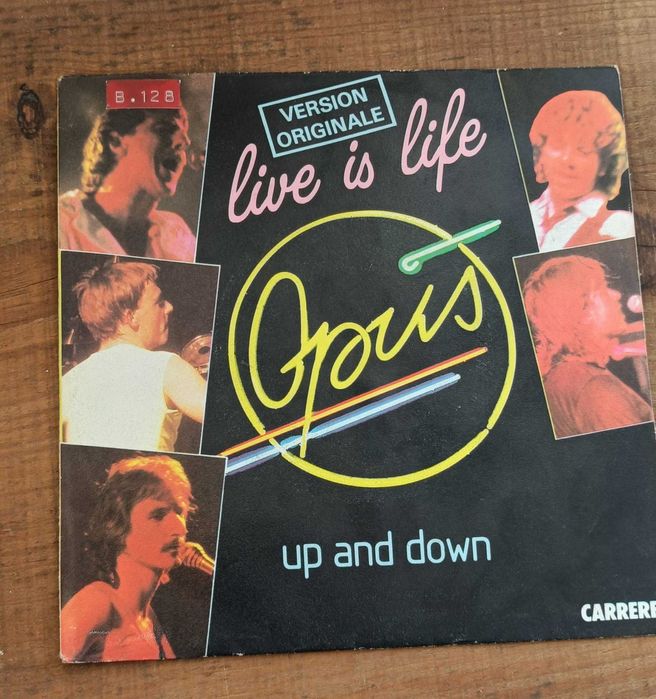 B.128
VERSION
ORIGINALE
live is life
Opus
up and down
CARRERE